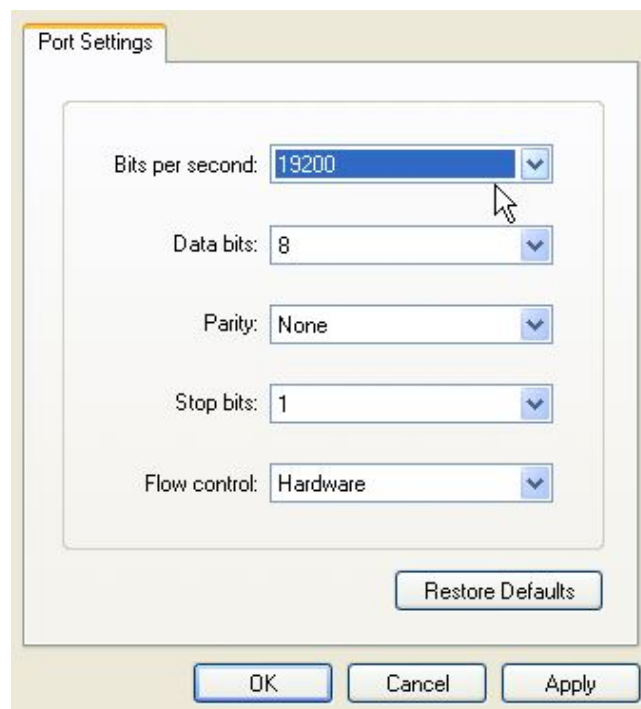 Port Settings
Bits per second: 19200
Data bits: 8
Parity: None
Stop bits: 1
Flow control: Hardware
Restore Defaults
OK Cancel Apply